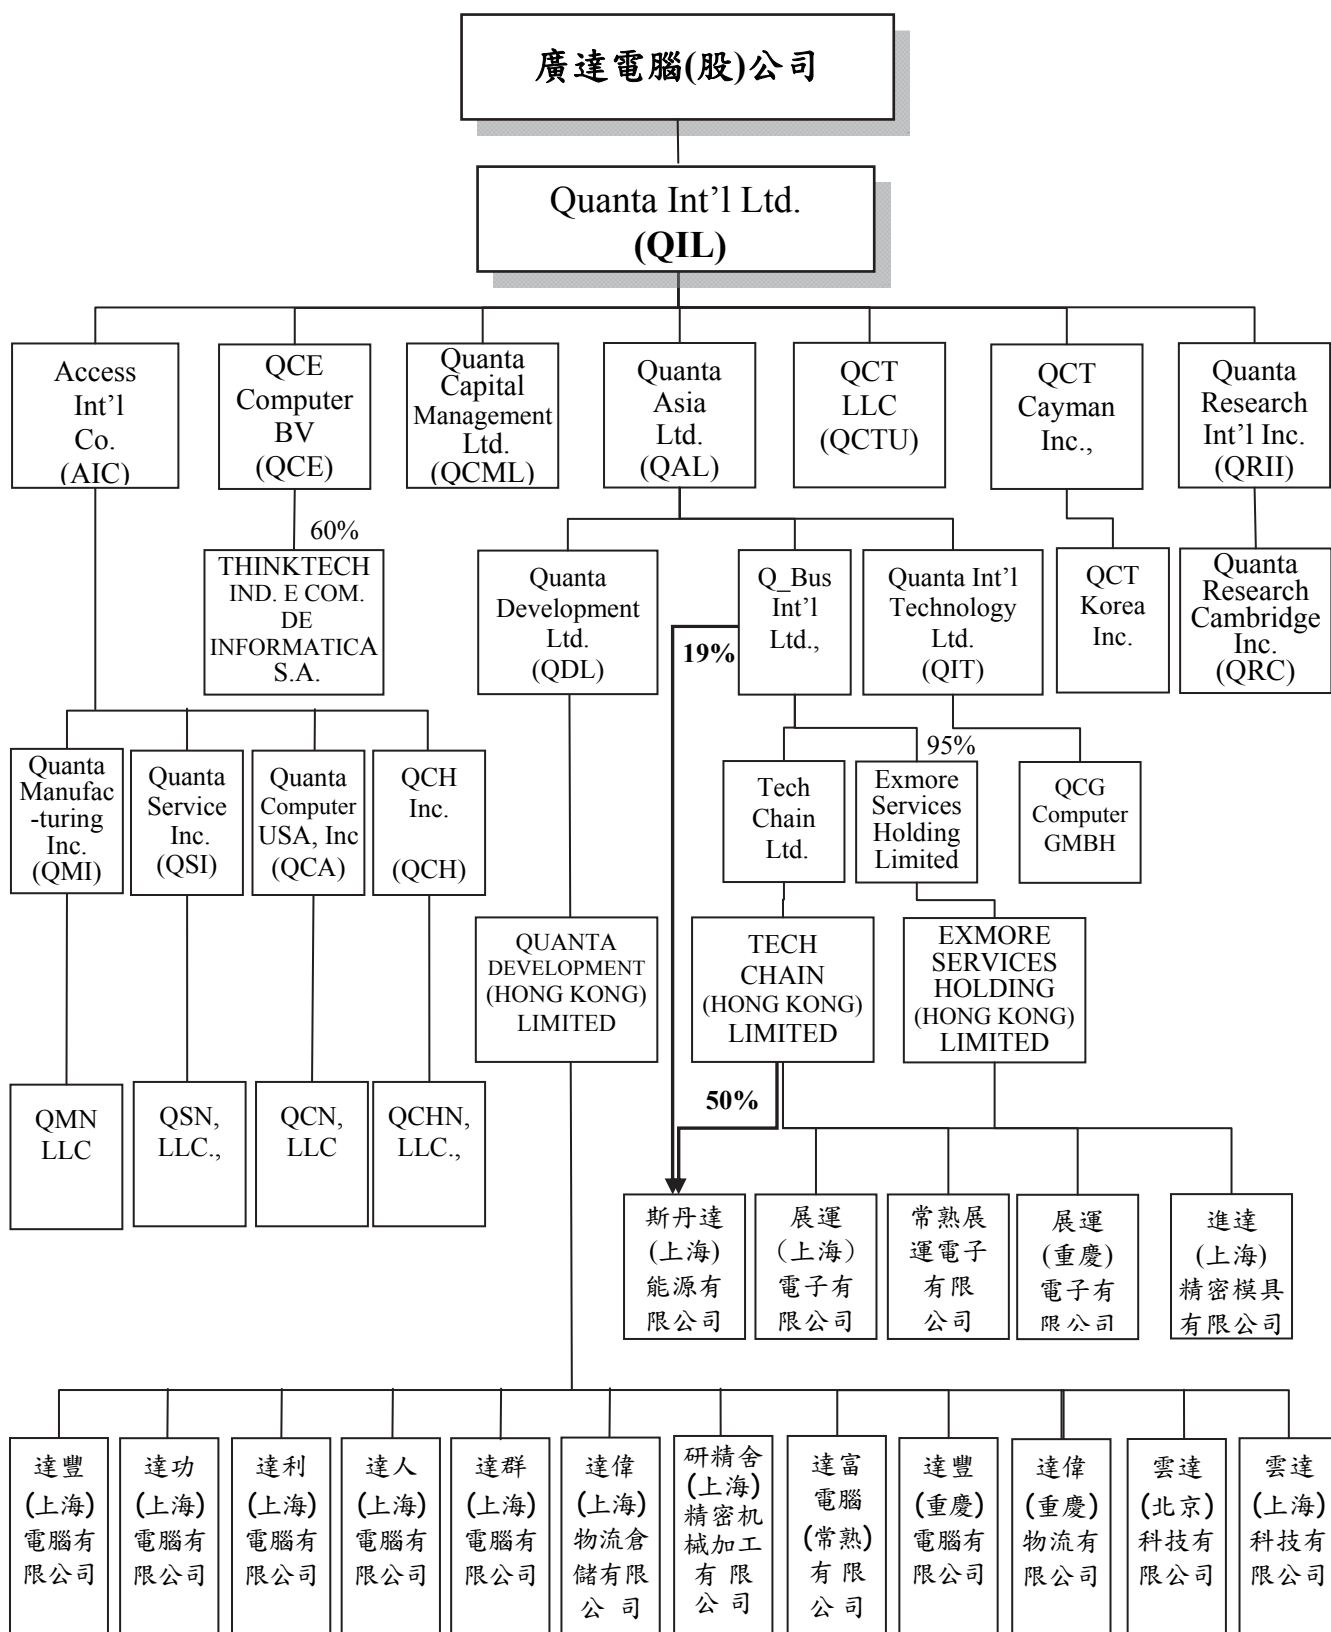 廣達電腦(股)公司
Quanta Int’l Ltd.
(QIL)
Access
Int’l
Co.
(AIC)
QCE
Computer
BV
(QCE)
Quanta
Capital
Management
Ltd.
(QCML)
Quanta
Asia
Ltd.
(QAL)
QCT
LLC
(QCTU)
QCT
Cayman
Inc.,
Quanta
Research
Int’l Inc.
(QRII)
60%
THINKTECH
IND. E COM.
DE
INFORMATICA
S.A.
Quanta
Development
Ltd.
(QDL)
Q_Bus
Int’l
Ltd.,
Quanta Int’l
Technology
Ltd.
(QIT)
QCT
Korea
Inc.
Quanta
Research
Cambridge
Inc.
(QRC)
19%
95%
Quanta
Manufac
-turing
Inc.
(QMI)
Quanta
Service
Inc.
(QSI)
Quanta
Computer
USA, Inc
(QCA)
QCH
Inc.
(QCH)
Tech
Chain
Ltd.
Exmore
Services
Holding
Limited
QCG
Computer
GMBH
QUANTA
DEVELOPMENT
(HONG KONG)
LIMITED
TECH
CHAIN
(HONG KONG)
LIMITED
EXMORE
SERVICES
HOLDING
(HONG KONG)
LIMITED
50%
QMN
LLC
QSN,
LLC.,
QCN,
LLC
QCHN,
LLC.,
斯丹達
(上海)
能源有
限公司
展運
（上海）
電子有
限公司
常熟展
運電子
有限
公司
展運
(重慶)
電子有
限公司
進達
(上海)
精密模具
有限公司
達豐
(上海)
電腦有
限公司
達功
(上海)
電腦有
限公司
達利
(上海)
電腦有
限公司
達人
(上海)
電腦有
限公司
達群
(上海)
電腦有
限公司
達偉
(上海)
物流倉
儲有限
公 司
研精舍
(上海)
精密机
械加工
有 限
公 司
達富
電腦
(常熟)
有 限
公 司
達豐
(重慶)
電腦有
限公司
達偉
(重慶)
物流有
限公司
雲達
(北京)
科技有
限公司
雲達
(上海)
科技有
限公司